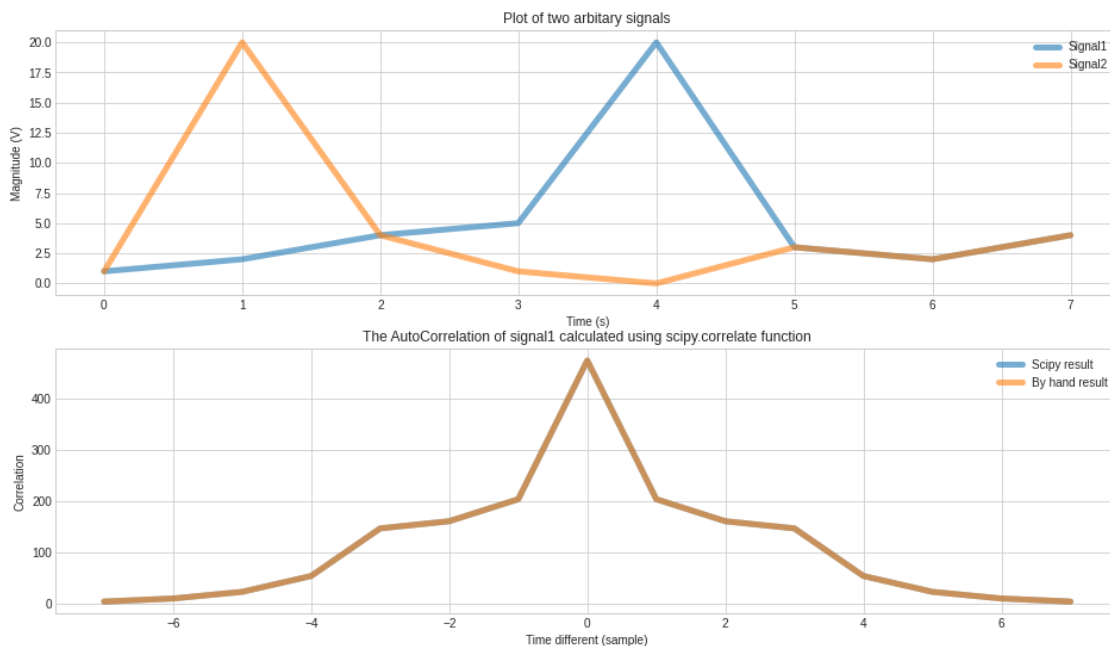 Plot of two arbitary signals
20.0
17.5
15.0
12.5
10.0
7.5
5.0
2.5
0.0
Magnitude (V)
Signal1
Signal2
0 1 2 3 4 5 6 7
Time (s)
The AutoCorrelation of signal1 calculated using scipy.correlate function
400
300
200
100
0
Correlation
Scipy result
By hand result
−6 −4 −2 0 2 4 6
Time different (sample)